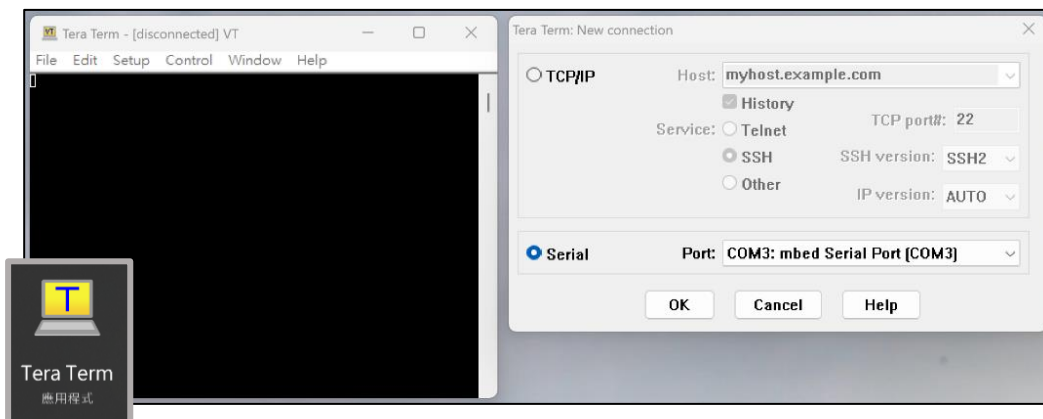 Tera Term - [disconnected] VT
File Edit Setup Control Window Help
Tera Term: New connection
TCP/IP Host: myhost.example.com
History
Service: Telnet TCP port#: 22
SSH SSH version: SSH2
Other IP version: AUTO
Serial Port: COM3: mbed Serial Port (COM3)
OK Cancel Help
T
Tera Term
應用程式